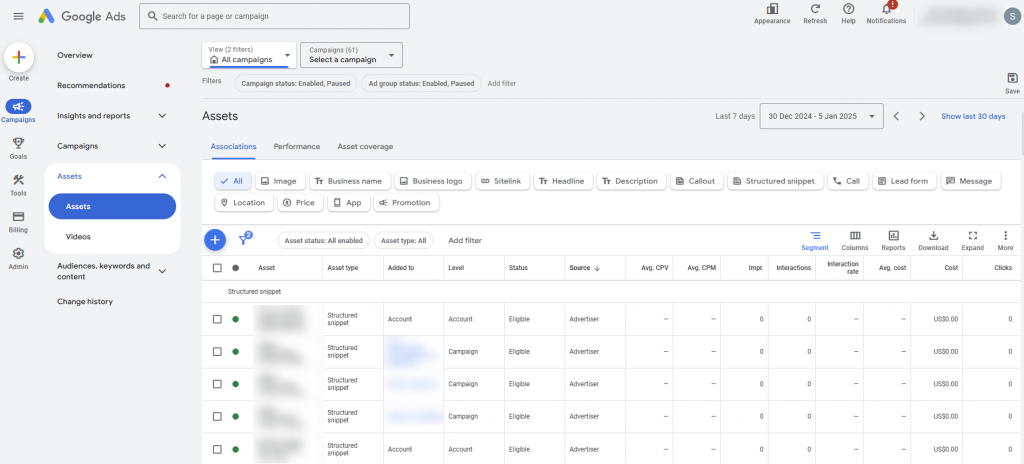 Google Ads
Search for a page or campaign
Appearance
Refresh
Help
!
Notifications
S
Create
Campaigns
Goals
Tools
Billing
Admin
Overview
Recommendations
Insights and reports
Campaigns
Assets
Assets
Videos
Audiences, keywords and
content
Change history
View (2 filters)
All campaigns
Campaigns (61)
Select a campaign
Filters
Campaign status: Enabled, Paused
Ad group status: Enabled, Paused
Add filter
Save
Assets
Last 7 days
30 Dec 2024 - 5 Jan 2025
Show last 30 days
Associations
Performance
Asset coverage
All
Image
Business name
Business logo
Sitelink
Headline
Description
Callout
Structured snippet
Call
Lead form
Message
Location
Price
App
Promotion
2
Asset status: All enabled
Asset type: All
Add filter
Segment
Columns
Reports
Download
Expand
More
Asset Asset type Added to Level Status Source Avg. CPV Avg. CPM Impr. Interactions Interaction rate Avg. cost Cost Clicks
Structured snippet
Structured snippet Account Account Eligible Advertiser — — 0 0 — — US$0.00 0
Structured snippet Campaign Eligible Advertiser — — 0 0 — — US$0.00 0
Structured snippet Campaign Eligible Advertiser — — 0 0 — — US$0.00 0
Structured snippet Campaign Eligible Advertiser — — 0 0 — — US$0.00 0
Structured snippet Account Account Eligible Advertiser — — 0 0 — — US$0.00 0